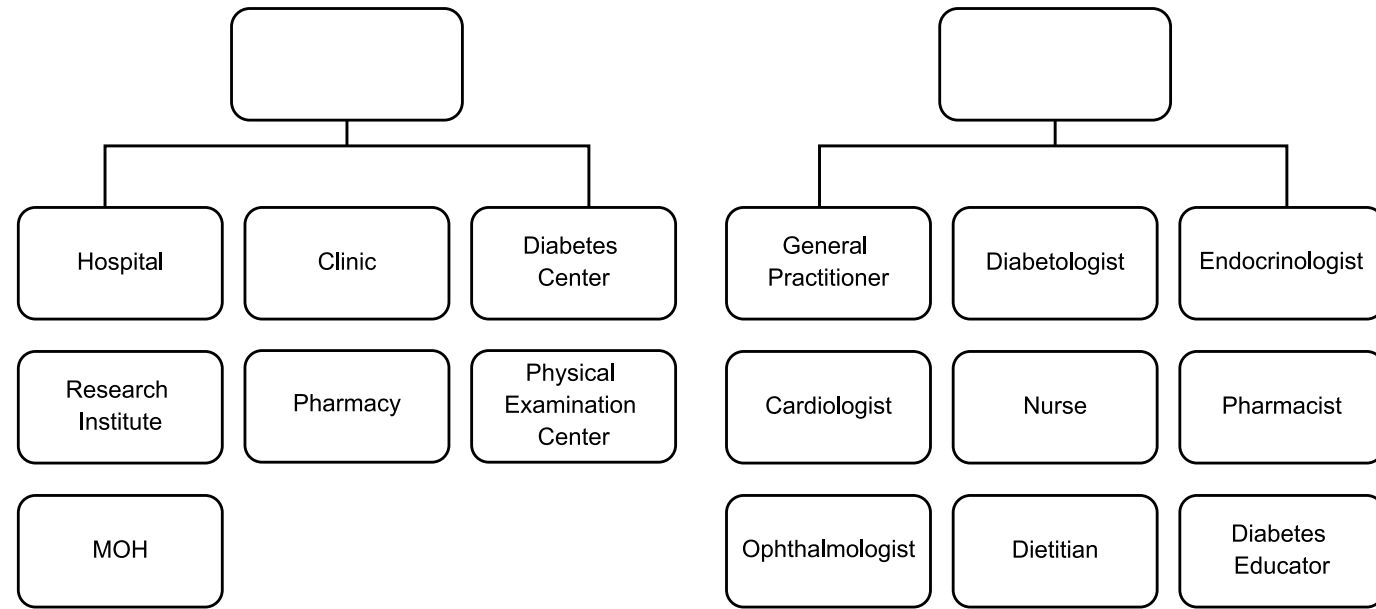 Hospital
Clinic
Diabetes
Center
Research
Institute
Pharmacy
Physical
Examination
Center
MOH
General
Practitioner
Diabetologist
Endocrinologist
Cardiologist
Nurse
Pharmacist
Ophthalmologist
Dietitian
Diabetes
Educator